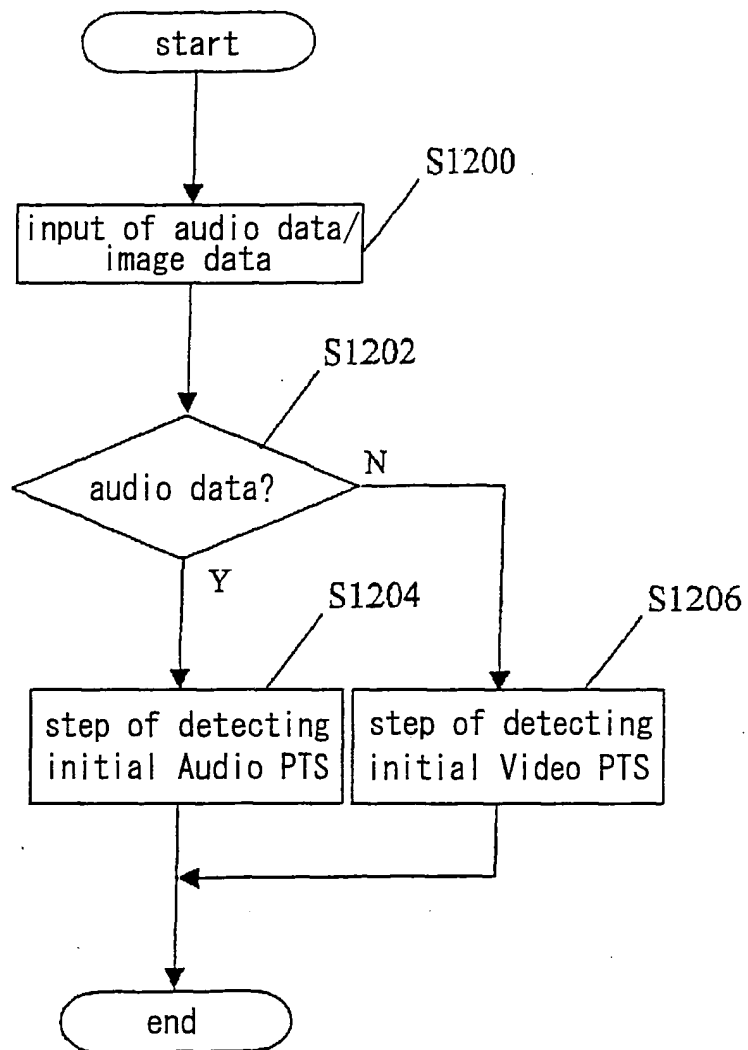 start
S1200
input of audio data/
image data
S1202
audio data?
N
Y
S1204
S1206
step of detecting
initial Audio PTS
step of detecting
initial Video PTS
end